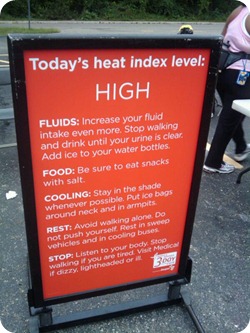 Today's heat index level:
HIGH
FLUIDS: Increase your fluid
intake even more. Stop walking
and drink until your urine is clear.
Add ice to your water bottles.
FOOD: Be sure to eat snacks
with salt.
COOLING: Stay in the shade
whenever possible. Put ice bags
around neck and in armpits.
REST: Avoid walking alone. Do
not push yourself. Rest in sweep
vehicles and in cooling buses.
STOP: Listen to your body. Stop
walking if you are tired. Visit Medical
if dizzy, lightheaded or ill.
3DAY